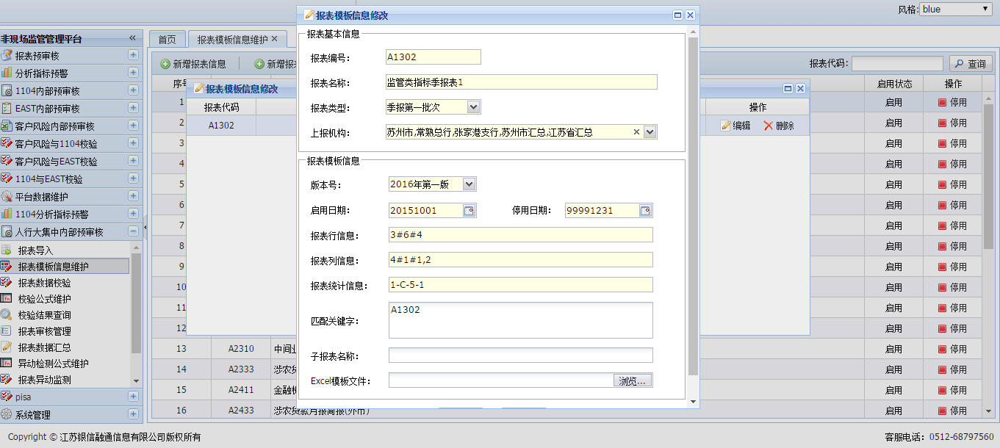 风格: blue
非现场监管管理平台
报表预审核
分析指标预警
1104内部预审核
EAST内部预审核
客户风险内部预审核
客户风险与1104校验
客户风险与EAST校验
1104与EAST校验
平台数据维护
1104分析指标预警
人行大集中内部预审核
报表导入
报表模板信息维护
报表数据校验
校验公式维护
校验结果查询
报表审核管理
报表数据汇总
异动检测公式维护
报表异动监测
pisa
系统管理
首页 报表模板信息维护
新增报表信息 新增报
报表代码: 查询
序号 启用状态 操作
1 启用 停用
2 启用 停用
3 启用 停用
4 启用 停用
5 启用 停用
6 启用 停用
7 启用 停用
8 启用 停用
9 启用 停用
10 启用 停用
11 启用 停用
12 启用 停用
13 A2310 中间 启用 停用
14 A2333 涉农 启用 停用
15 A2411 金融 启用 停用
16 A2433 涉农贷款月报简报(外币) 启用 停用
报表模板信息修改
报表代码 操作
A1302 编辑 删除
报表模板信息修改
报表基本信息
报表编号: A1302
报表名称: 监管类指标季报表1
报表类型: 季报第一批次
上报机构: 苏州市,常熟总行,张家港支行,苏州市汇总,江苏省汇总
报表模板信息
版本号: 2016年第一版
启用日期: 20151001 停用日期: 99991231
报表行信息: 3#6#4
报表列信息: 4#1#1,2
报表统计信息: 1-C-5-1
匹配关键字: A1302
子报表名称:
Excel模板文件: 浏览...
Copyright © 江苏银信融通信息有限公司版权所有 客服电话: 0512-68797560